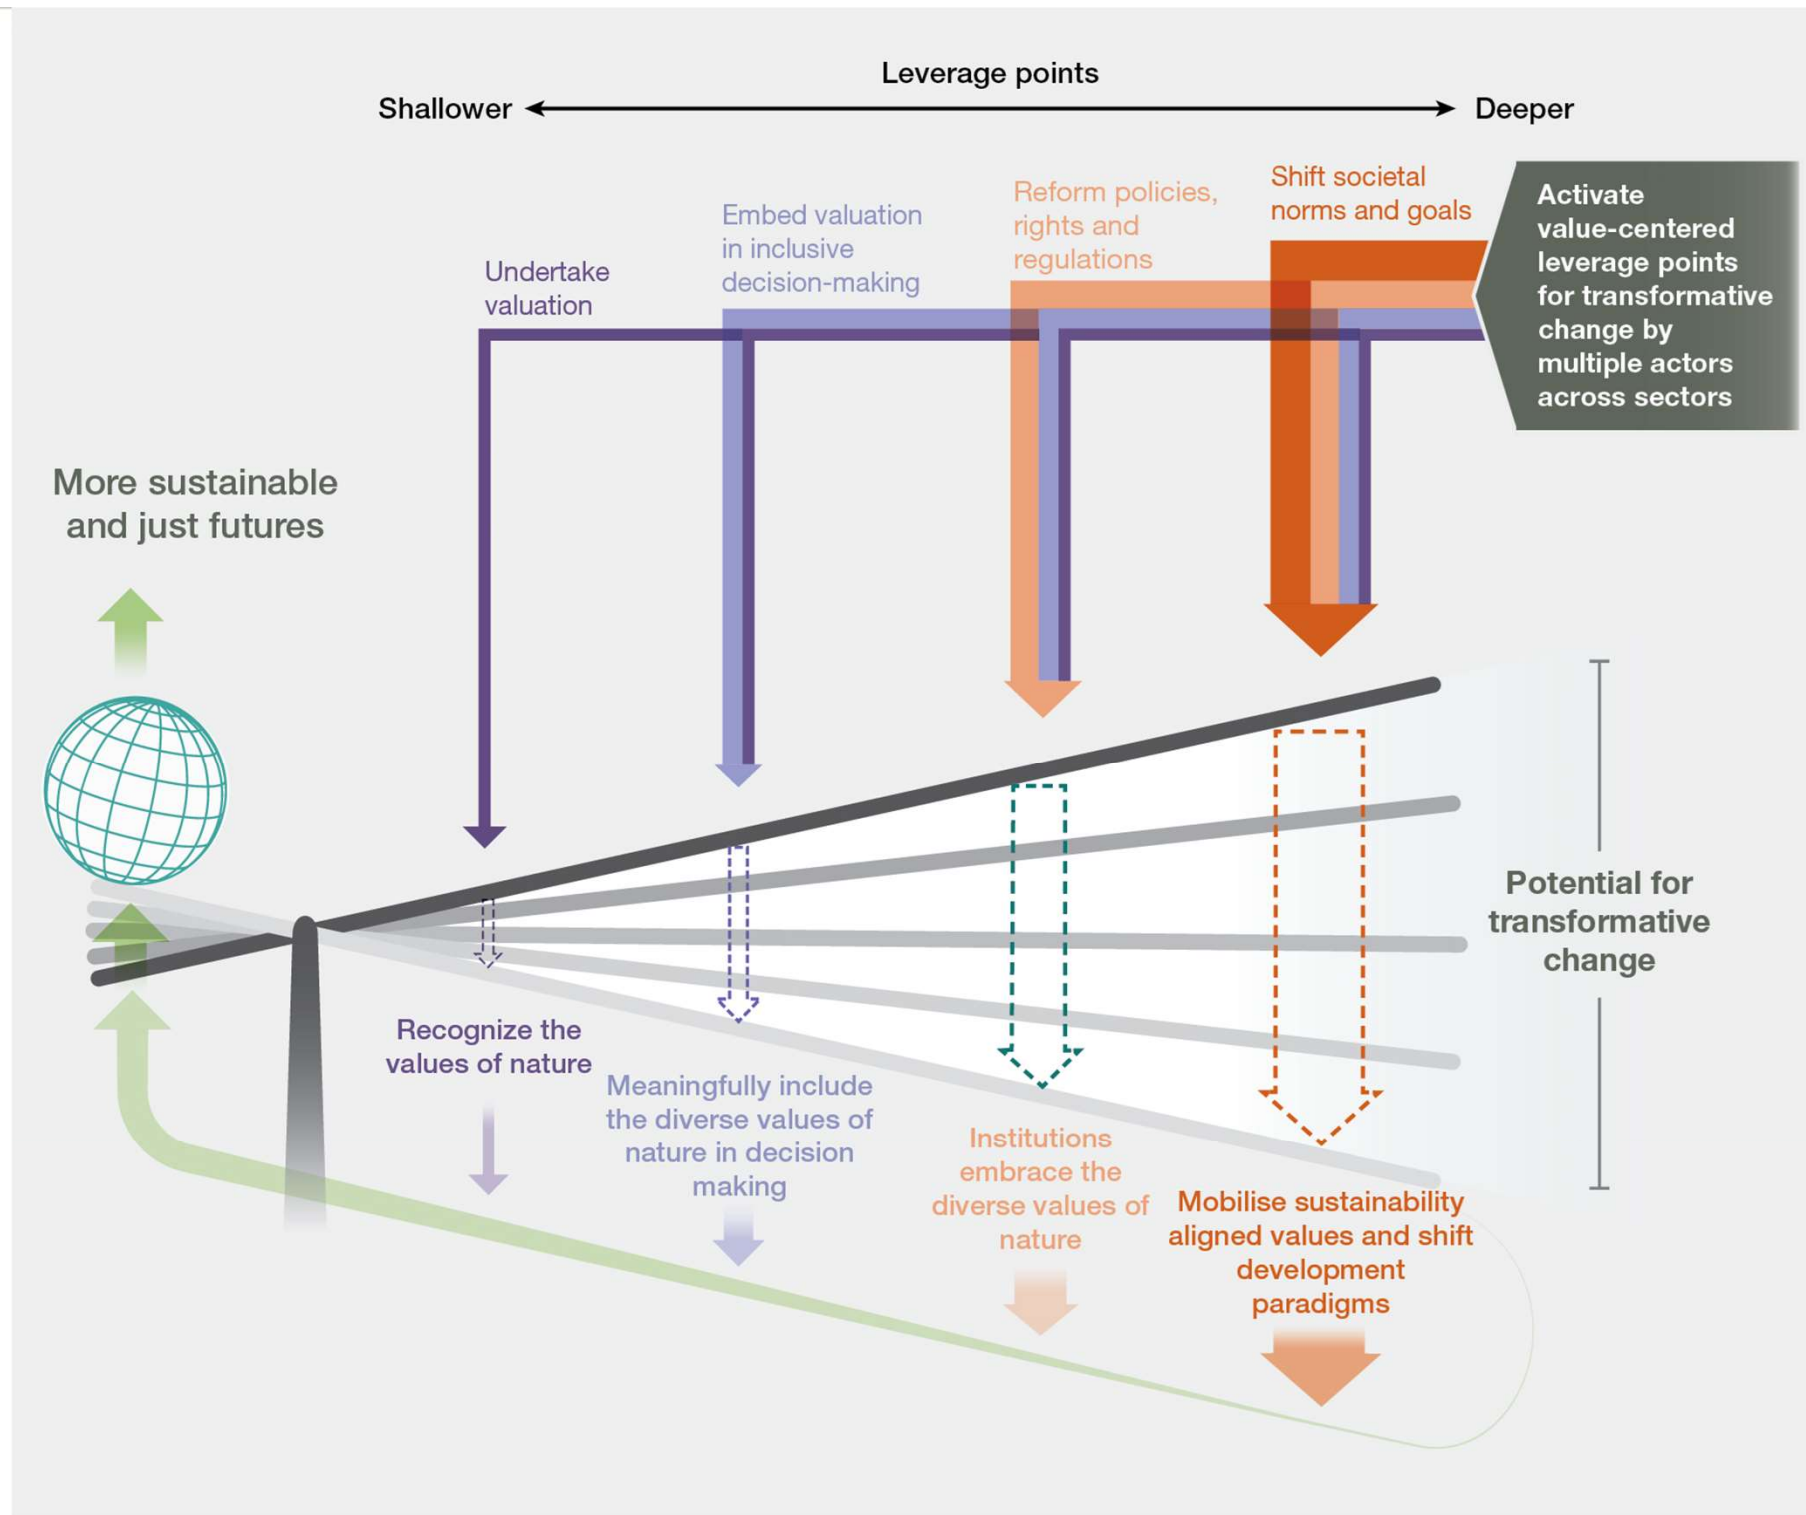 Leverage points
Shallower
Deeper
Undertake
valuation
Embed valuation
in inclusive
decision-making
Reform policies,
rights and
regulations
Shift societal
norms and goals
Activate
value-centered
leverage points
for transformative
change by
multiple actors
across sectors
More sustainable
and just futures
Potential for
transformative
change
Recognize the
values of nature
Meaningfully include
the diverse values of
nature in decision
making
Institutions
embrace the
diverse values of
nature
Mobilise sustainability
aligned values and shift
development
paradigms